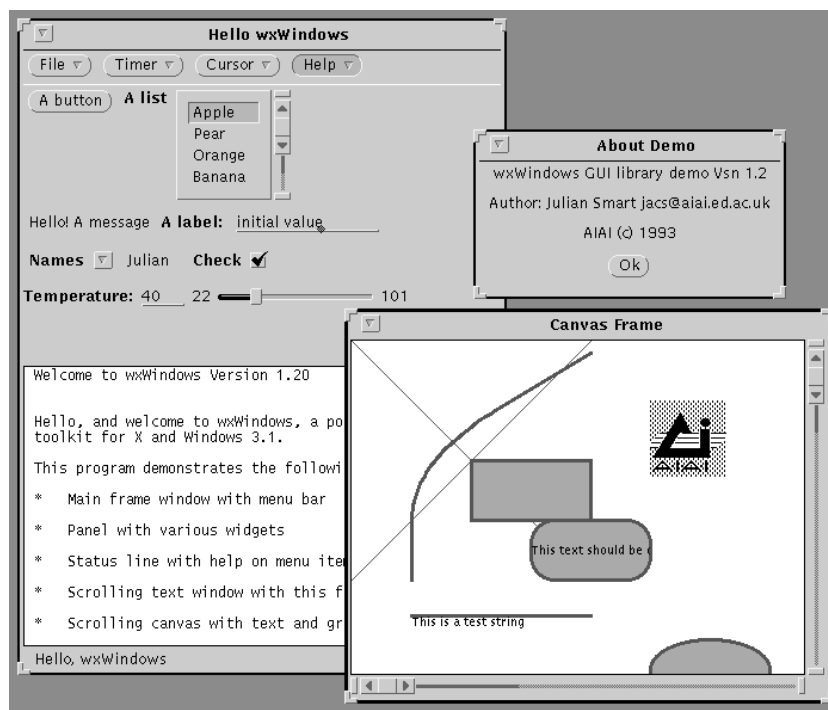 Hello wxWindows
File Timer Cursor Help
A button A list
Apple
Pear
Orange
Banana
Hello! A message A label: initial value
Names Julian Check
Temperature: 40 22 101
Welcome to wxWindows Version 1.20
Hello, and welcome to wxWindows, a po
toolkit for X and Windows 3.1.
This program demonstrates the followi
* Main frame window with menu bar
* Panel with various widgets
* Status line with help on menu ite
* Scrolling text window with this f
* Scrolling canvas with text and gr
Hello, wxWindows
About Demo
wxWindows GUI library demo Vsn 1.2
Author: Julian Smart jacs@aiai.ed.ac.uk
AIAI (c) 1993
Ok
Canvas Frame
Ai
AIAI
This text should be
This is a test string